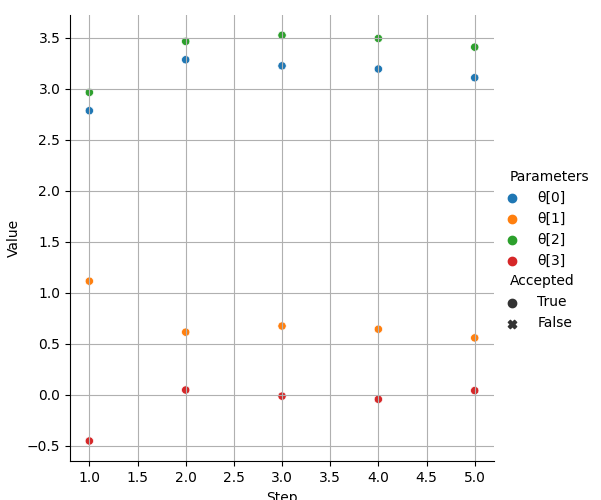 3.5
3.0
2.5
2.0
1.5
1.0
0.5
0.0
−0.5
Value
1.0 1.5 2.0 2.5 3.0 3.5 4.0 4.5 5.0
Step
Parameters
θ[0]
θ[1]
θ[2]
θ[3]
Accepted
True
False